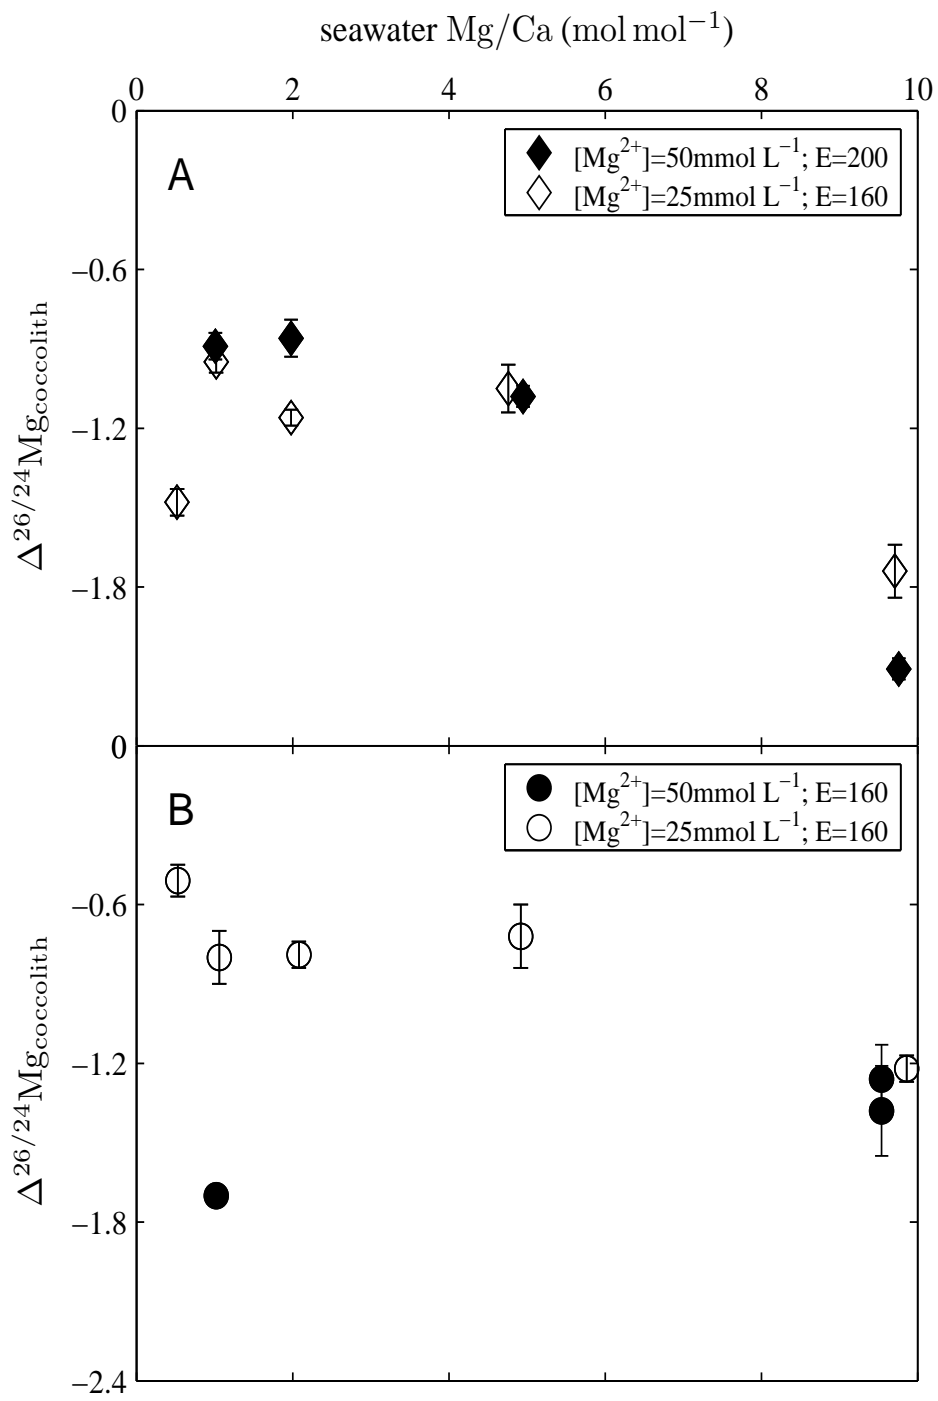 seawater Mg/Ca (mol mol⁻¹)
0 2 4 6 8 10
0
A
[Mg²⁺]=50mmol L⁻¹; E=200
[Mg²⁺]=25mmol L⁻¹; E=160
−0.6
−1.2
−1.8
Δ²⁶/²⁴Mgcoccolith
0
B
[Mg²⁺]=50mmol L⁻¹; E=160
[Mg²⁺]=25mmol L⁻¹; E=160
−0.6
−1.2
−1.8
−2.4
Δ²⁶/²⁴Mgcoccolith